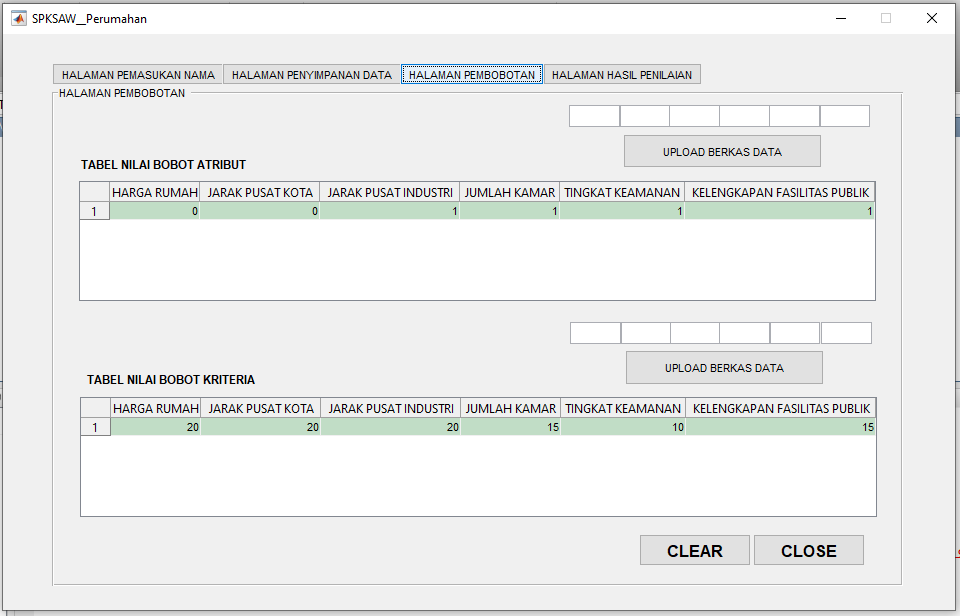 SPKSAW__Perumahan
HALAMAN PEMASUKAN NAMA HALAMAN PENYIMPANAN DATA HALAMAN PEMBOBOTAN HALAMAN HASIL PENILAIAN
HALAMAN PEMBOBOTAN
UPLOAD BERKAS DATA
TABEL NILAI BOBOT ATRIBUT
HARGA RUMAH JARAK PUSAT KOTA JARAK PUSAT INDUSTRI JUMLAH KAMAR TINGKAT KEAMANAN KELENGKAPAN FASILITAS PUBLIK
1 0 0 1 1 1 1
UPLOAD BERKAS DATA
TABEL NILAI BOBOT KRITERIA
HARGA RUMAH JARAK PUSAT KOTA JARAK PUSAT INDUSTRI JUMLAH KAMAR TINGKAT KEAMANAN KELENGKAPAN FASILITAS PUBLIK
1 20 20 20 15 10 15
CLEAR CLOSE